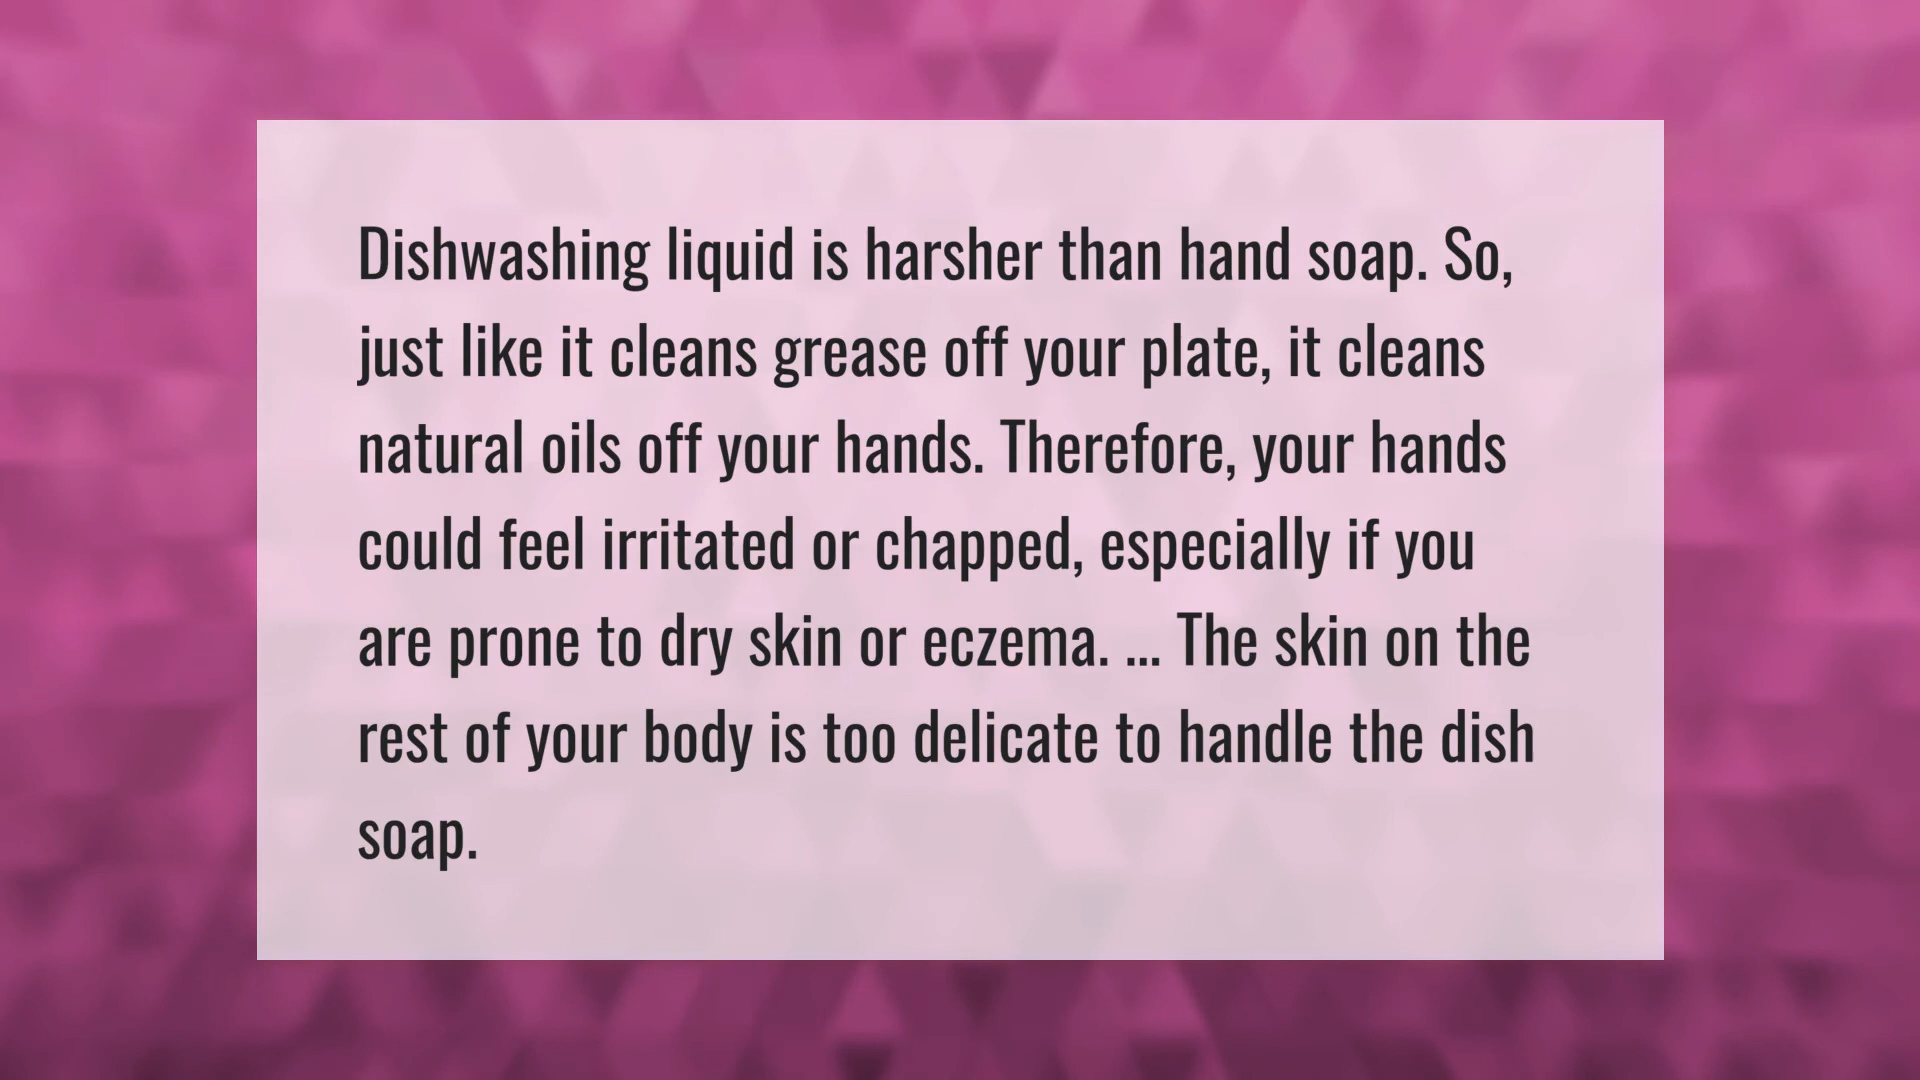 Dishwashing liquid is harsher than hand soap. So,
just like it cleans grease off your plate, it cleans
natural oils off your hands. Therefore, your hands
could feel irritated or chapped, especially if you
are prone to dry skin or eczema. ... The skin on the
rest of your body is too delicate to handle the dish
soap.